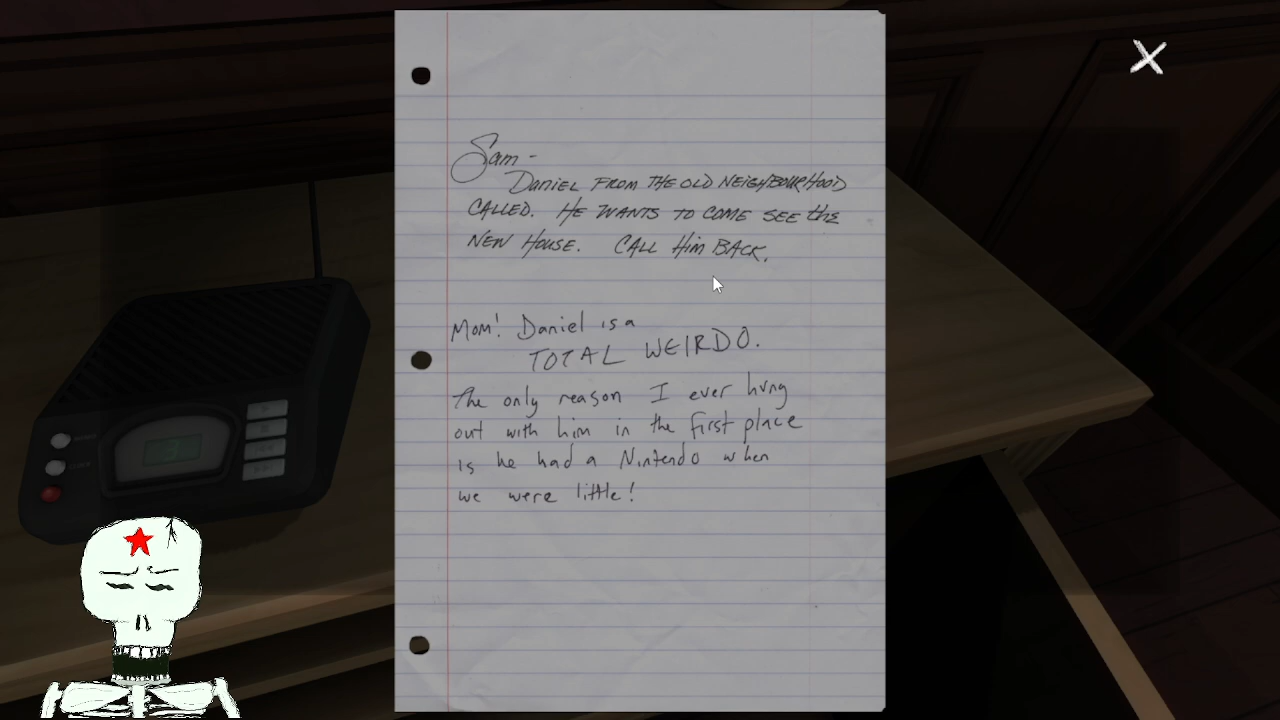 Sam -
DANIEL FROM THE OLD NEIGHBOURHOOD
CALLED. HE WANTS TO COME SEE the
NEW HOUSE. CALL HIM BACK.
Mom! Daniel is a
TOTAL WEIRDO.
The only reason I ever hung
out with him in the first place
is he had a Nintendo when
we were little!